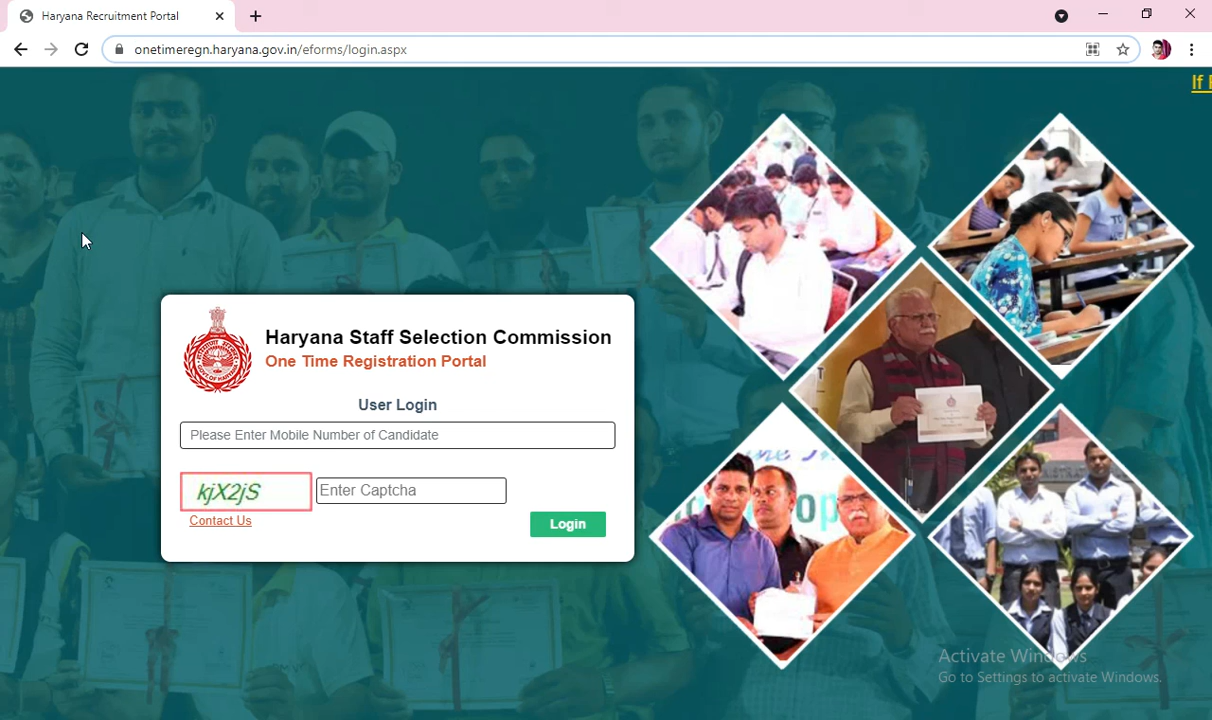 Haryana Recruitment Portal
onetimeregn.haryana.gov.in/eforms/login.aspx
If
Haryana Staff Selection Commission
One Time Registration Portal
User Login
Please Enter Mobile Number of Candidate
kjX2jS
Enter Captcha
Contact Us
Login
Activate Windows
Go to Settings to activate Windows.